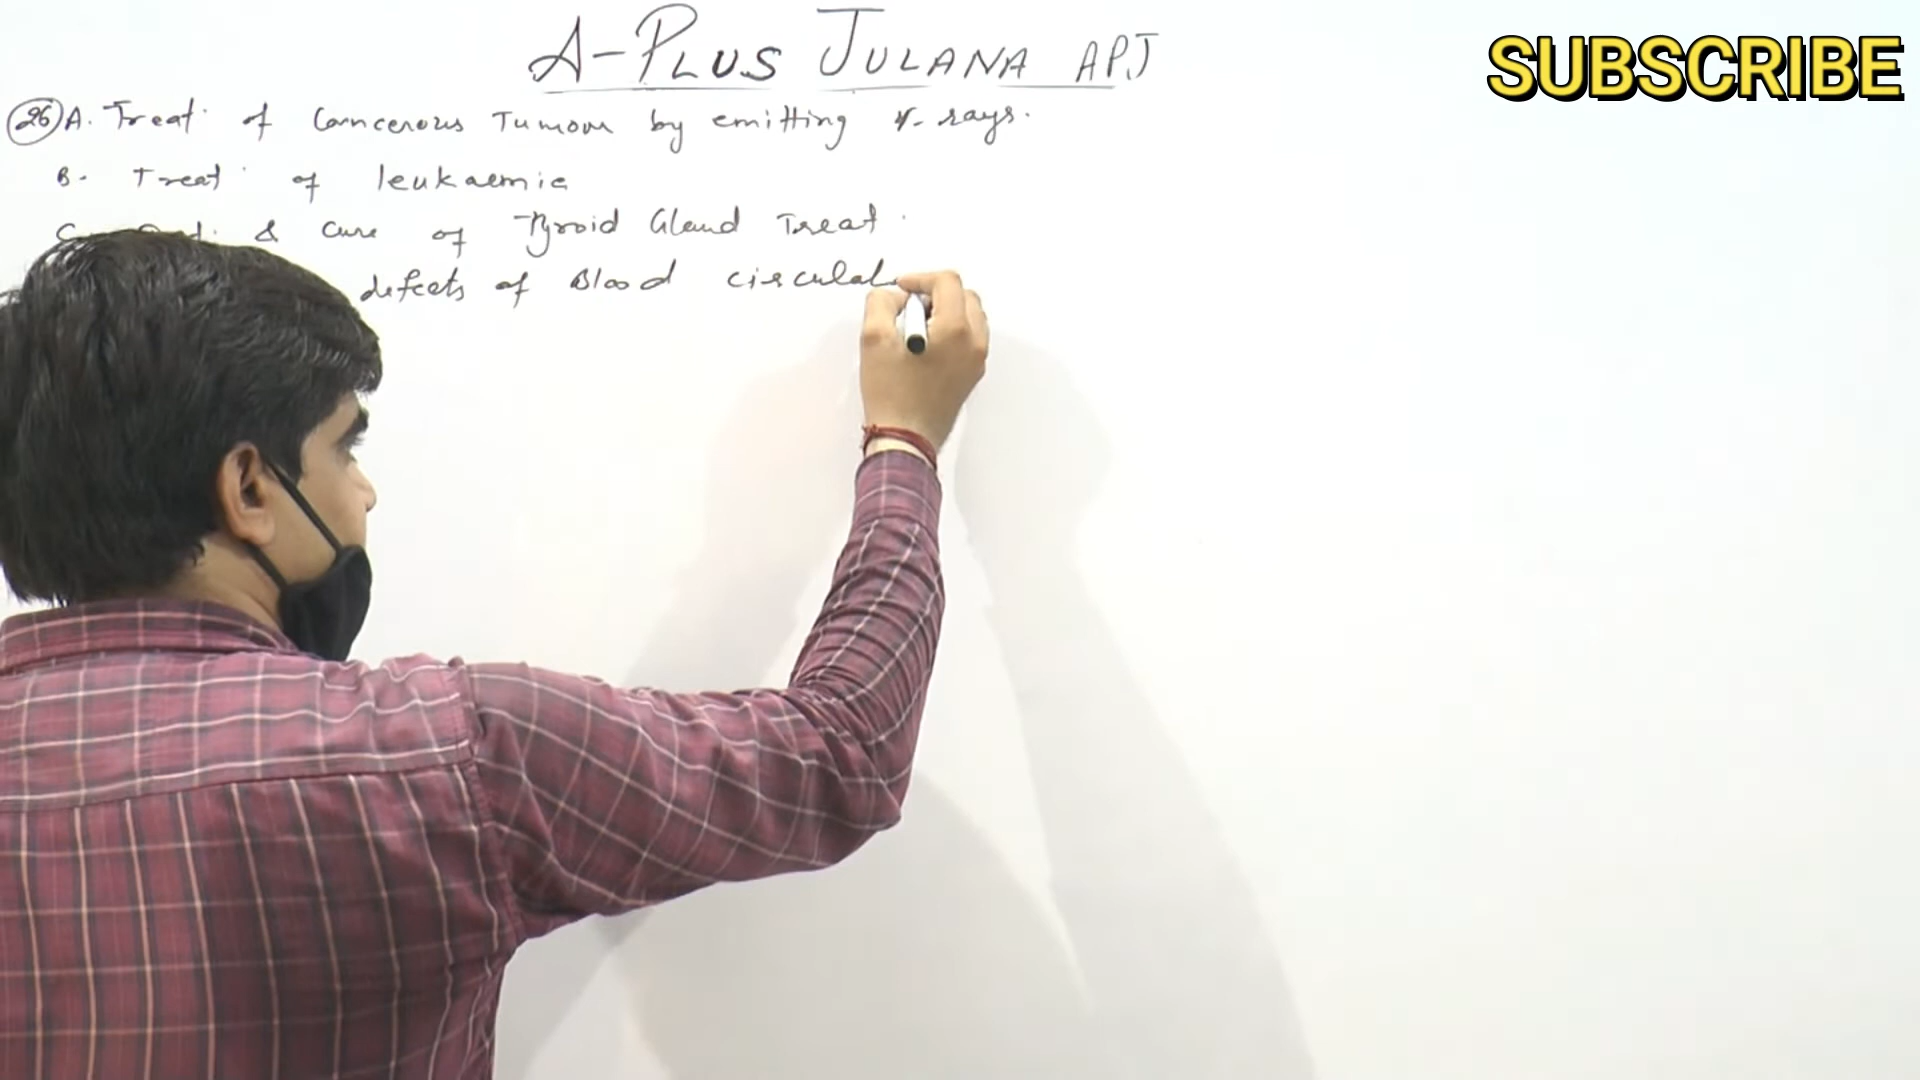 A-PLUS JULANA APJ
SUBSCRIBE
26 A. Treat. of Cancerous Tumour by emitting γ-rays.
B. Treat. of leukaemia
C. & Cure of Thyroid Gland Treat.
defects of Blood circulat